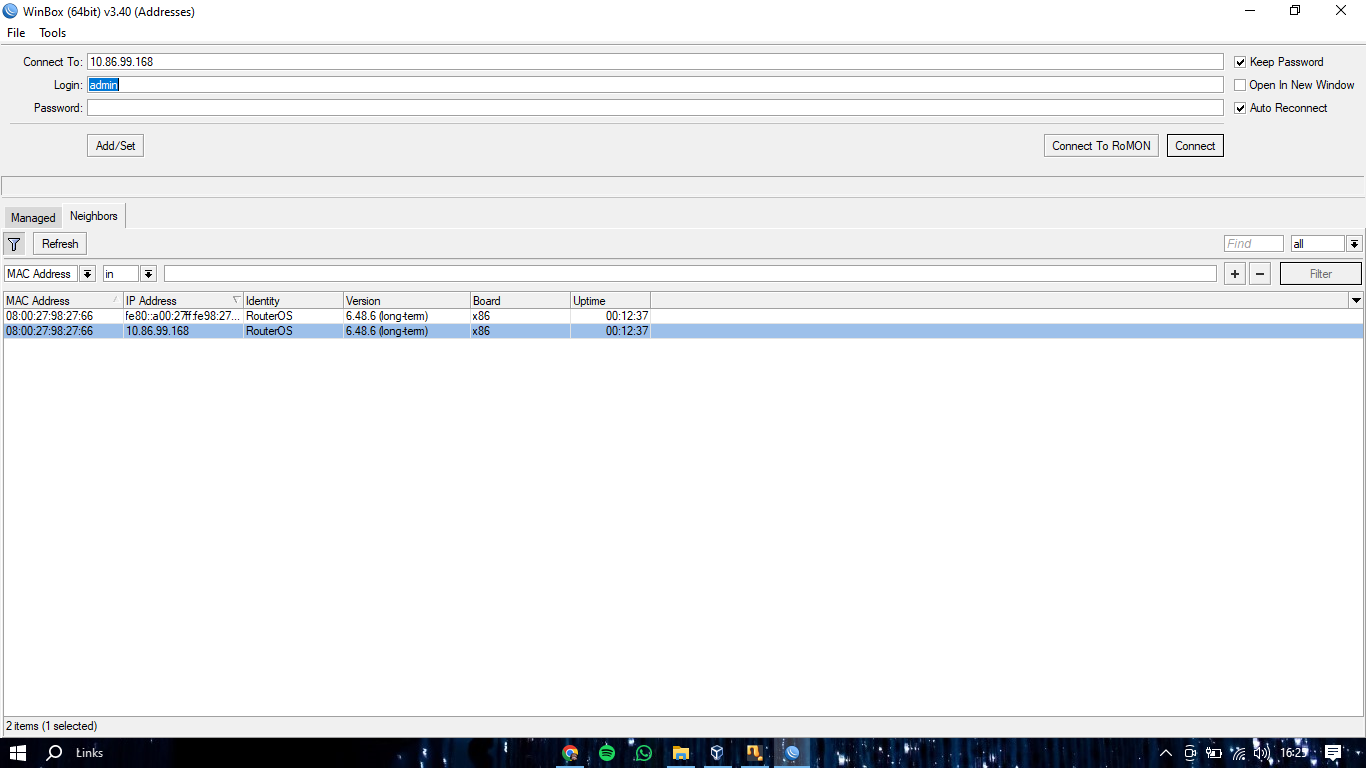 WinBox (64bit) v3.40 (Addresses)
File Tools
Connect To: 10.86.99.168 Keep Password
Login: admin Open In New Window
Password: Auto Reconnect
Add/Set Connect To RoMON Connect
Managed Neighbors
Refresh Find all
MAC Address in + − Filter
MAC Address IP Address Identity Version Board Uptime
08:00:27:98:27:66 fe80::a00:27ff:fe98:27... RouterOS 6.48.6 (long-term) x86 00:12:37
08:00:27:98:27:66 10.86.99.168 RouterOS 6.48.6 (long-term) x86 00:12:37
2 items (1 selected)
Łinks 16:25